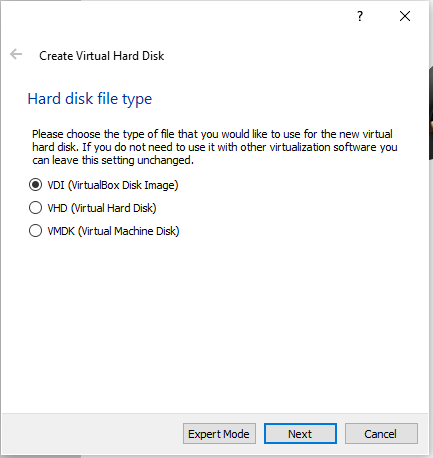 ?
Create Virtual Hard Disk
Hard disk file type
Please choose the type of file that you would like to use for the new virtual
hard disk. If you do not need to use it with other virtualization software you
can leave this setting unchanged.
VDI (VirtualBox Disk Image)
VHD (Virtual Hard Disk)
VMDK (Virtual Machine Disk)
Expert Mode Next Cancel